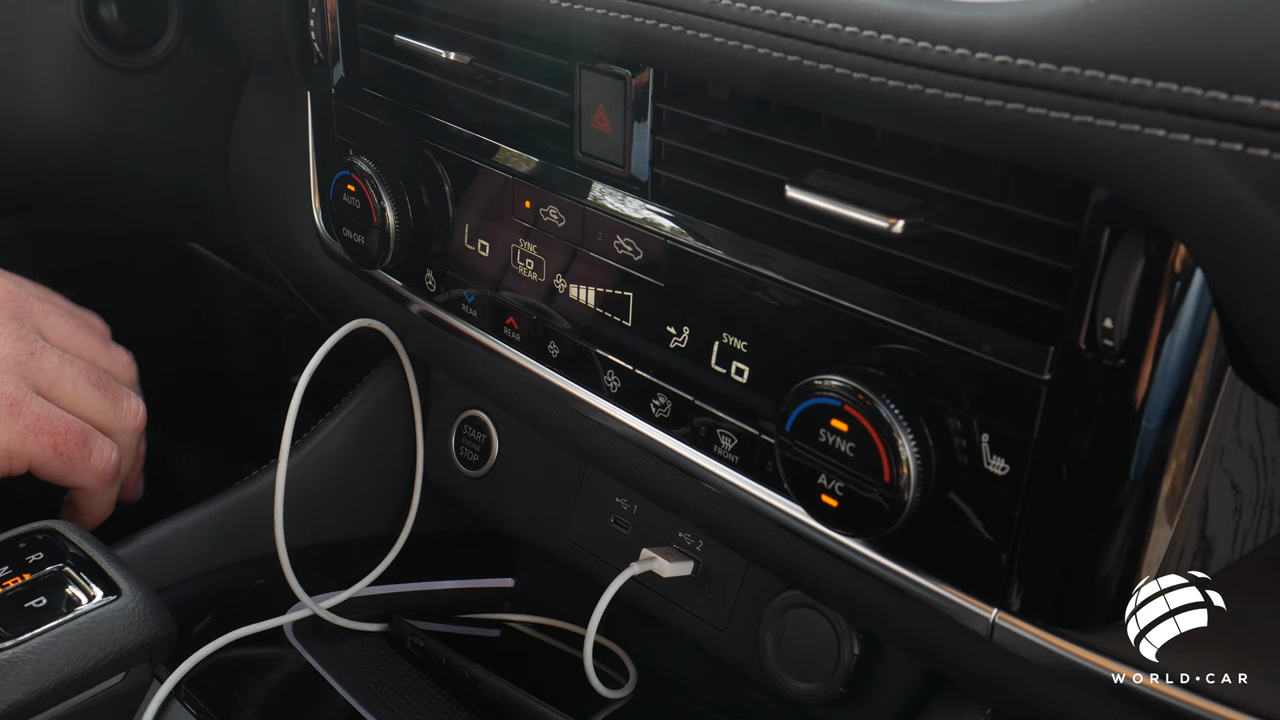 AUTO
ON·OFF
Lo
SYNC
Lo
REAR
REAR
REAR
SYNC
Lo
FRONT
SYNC
A/C
START
ENGINE
STOP
1
2
R
N
P
WORLD·CAR